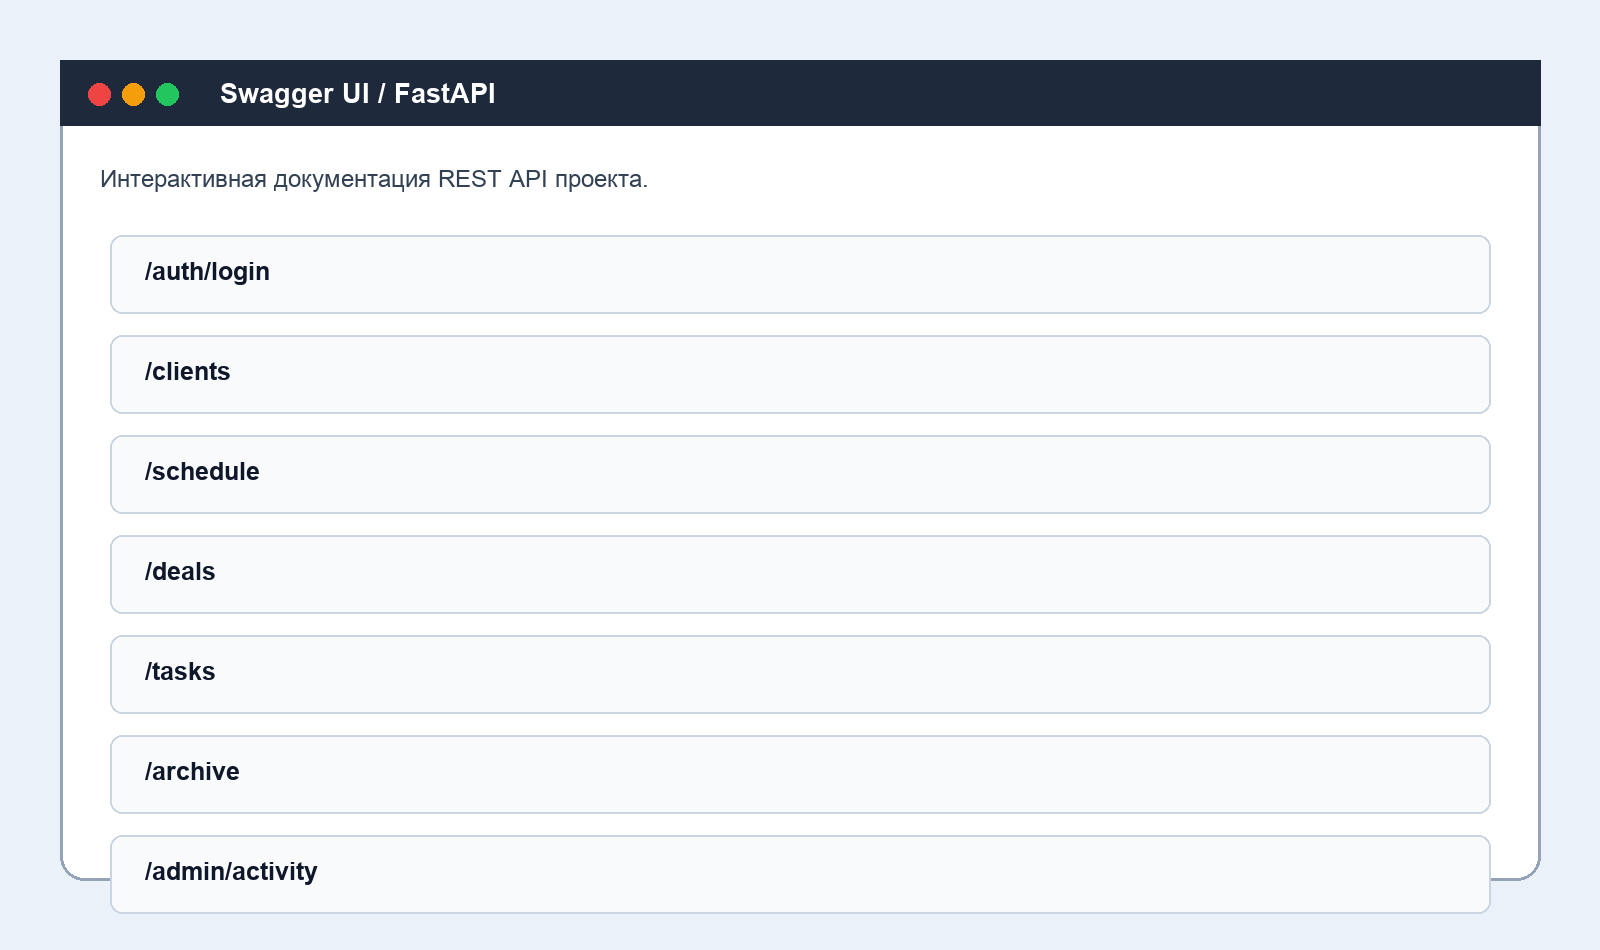 Swagger UI / FastAPI
Интерактивная документация REST API проекта.
/auth/login
/clients
/schedule
/deals
/tasks
/archive
/admin/activity